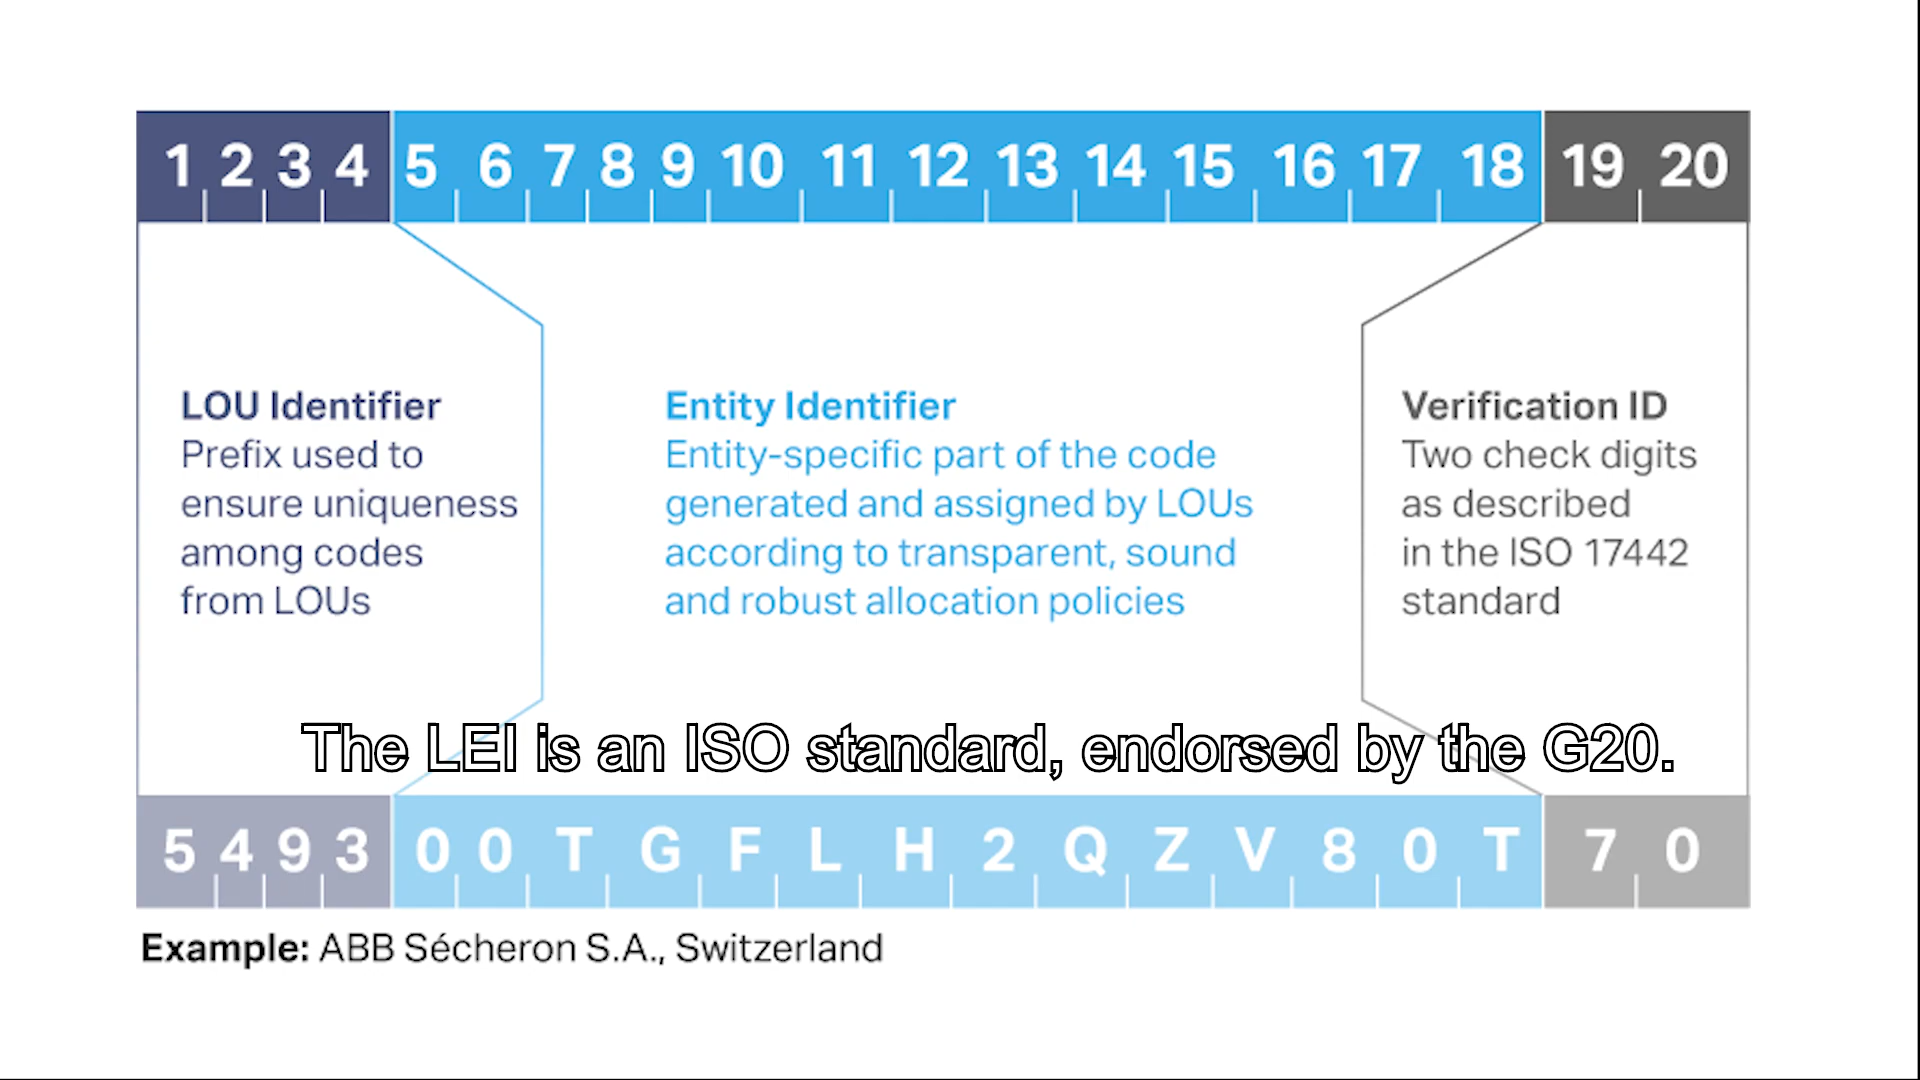 1 2 3 4 5 6 7 8 9 10 11 12 13 14 15 16 17 18 19 20
LOU Identifier
Prefix used to
ensure uniqueness
among codes
from LOUs
Entity Identifier
Entity-specific part of the code
generated and assigned by LOUs
according to transparent, sound
and robust allocation policies
Verification ID
Two check digits
as described
in the ISO 17442
standard
The LEI is an ISO standard, endorsed by the G20.
5 4 9 3 0 0 T G F L H 2 Q Z V 8 0 T 7 0
Example: ABB Sécheron S.A., Switzerland